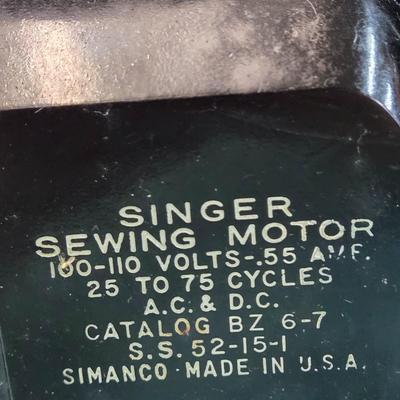 SINGER
SEWING MOTOR
100-110 VOLTS-.55 AMP.
25 TO 75 CYCLES
A.C. & D.C.
CATALOG BZ 6-7
S.S. 52-15-1
SIMANCO · MADE IN U.S.A.